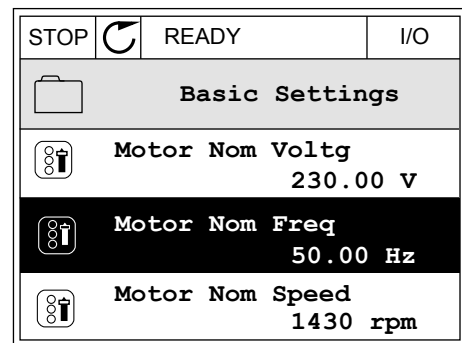 STOP READY I/O
Basic Settings
Motor Nom Voltg
230.00 V
Motor Nom Freq
50.00 Hz
Motor Nom Speed
1430 rpm